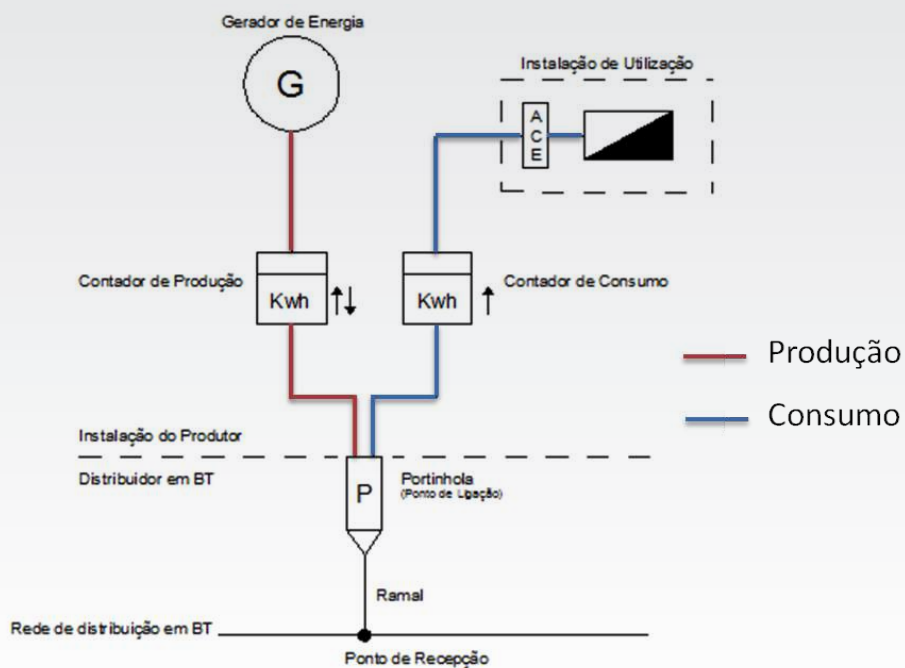 Gerador de Energia
G
Instalação de Utilização
A
C
E
Contador de Produção
Kwh
Kwh
Contador de Consumo
Produção
Consumo
Instalação do Produtor
Distribuidor em BT
P
Portinhola
(Ponto de Ligação)
Ramal
Rede de distribuição em BT
Ponto de Recepção